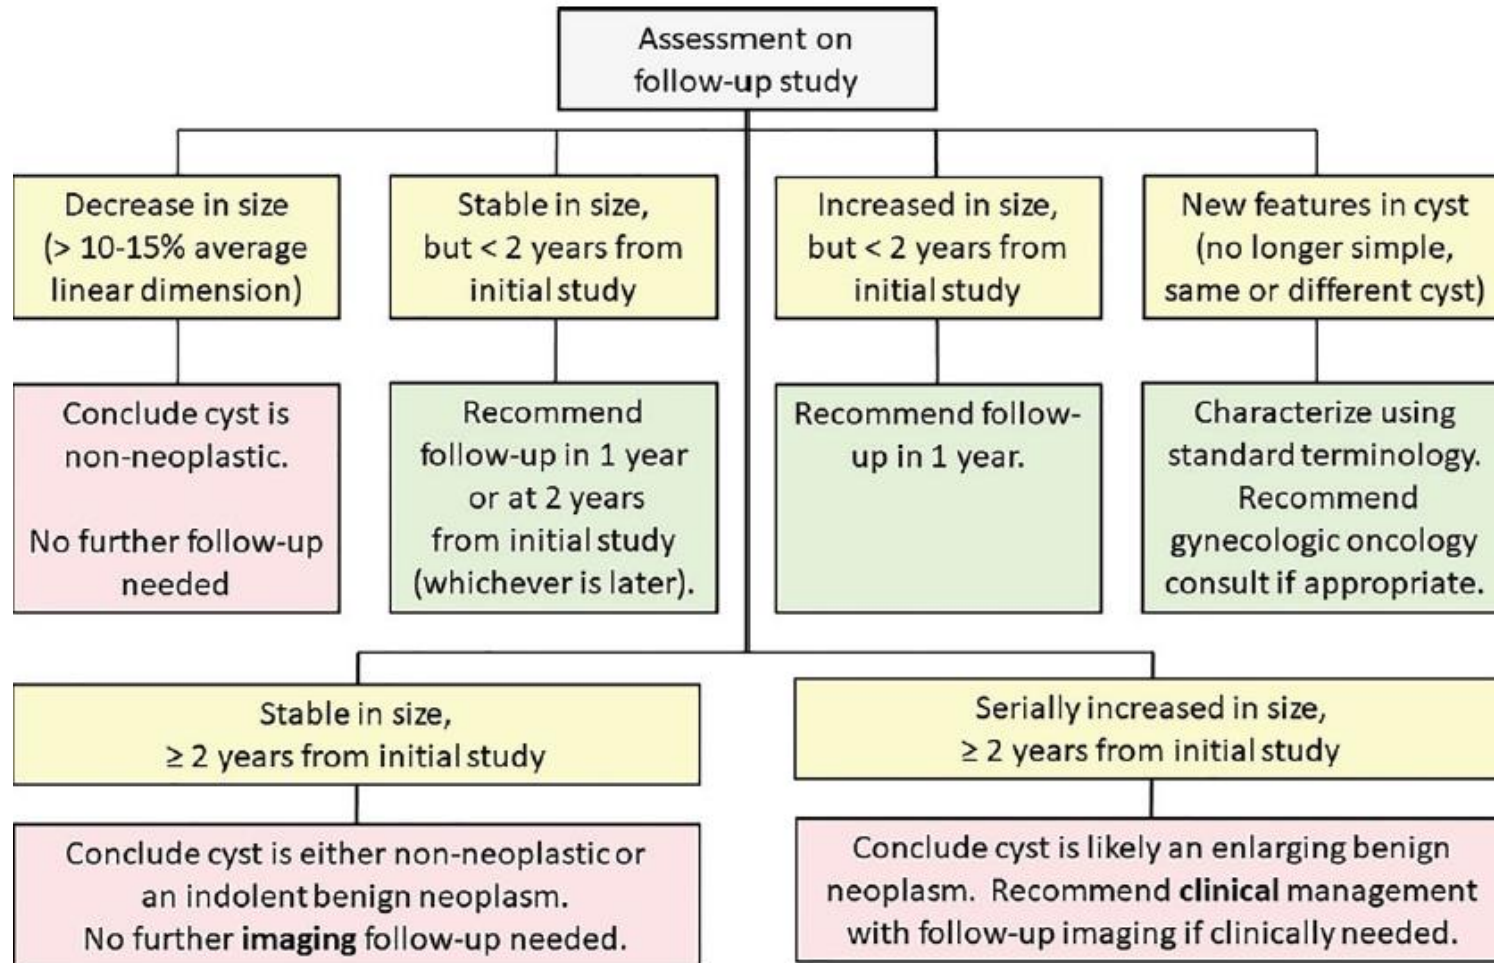 Assessment on
follow-up study
Decrease in size
(> 10-15% average
linear dimension)
Stable in size,
but < 2 years from
initial study
Increased in size,
but < 2 years from
initial study
New features in cyst
(no longer simple,
same or different cyst)
Conclude cyst is
non-neoplastic.
No further follow-up
needed
Recommend
follow-up in 1 year
or at 2 years
from initial study
(whichever is later).
Recommend follow-
up in 1 year.
Characterize using
standard terminology.
Recommend
gynecologic oncology
consult if appropriate.
Stable in size,
≥ 2 years from initial study
Serially increased in size,
≥ 2 years from initial study
Conclude cyst is either non-neoplastic or
an indolent benign neoplasm.
No further imaging follow-up needed.
Conclude cyst is likely an enlarging benign
neoplasm. Recommend clinical management
with follow-up imaging if clinically needed.